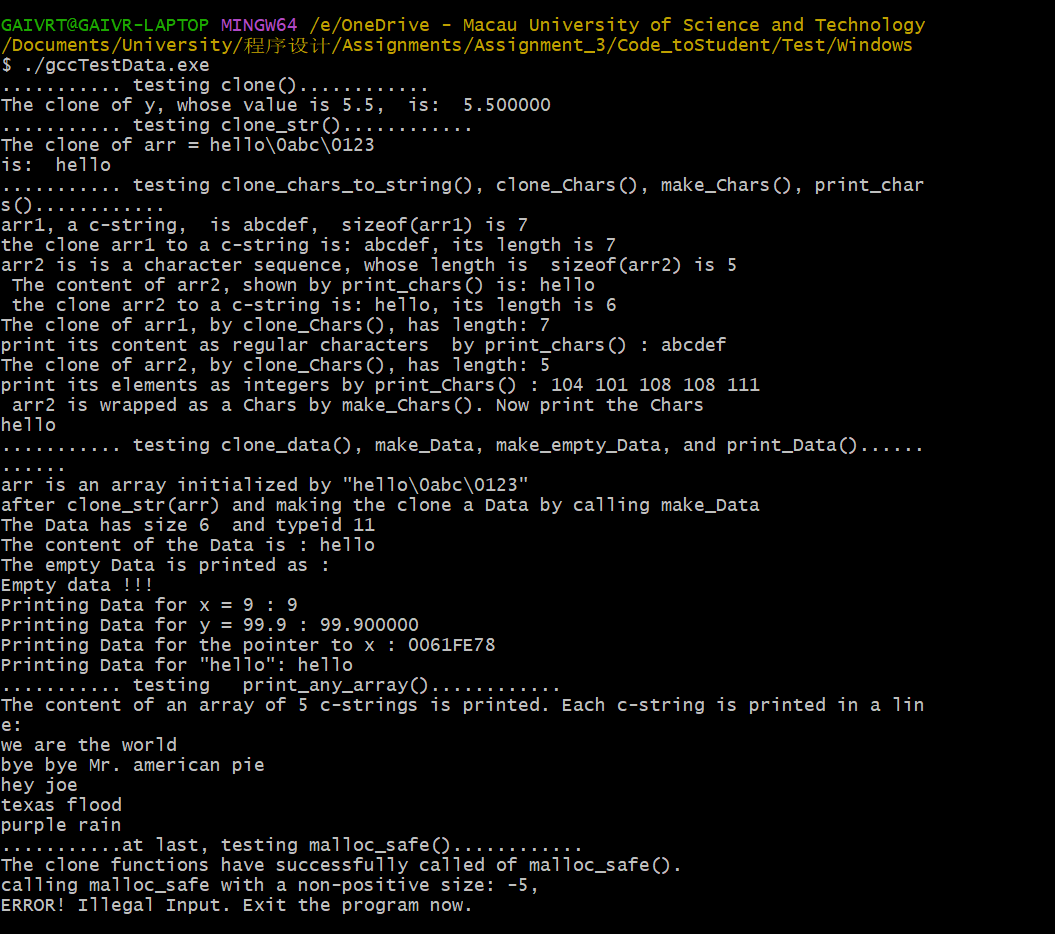 GAIVRT@GAIVR-LAPTOP MINGW64 /e/OneDrive - Macau University of Science and Technology
/Documents/University/程序设计/Assignments/Assignment_3/Code_toStudent/Test/Windows
$ ./gccTestData.exe
........... testing clone()............
The clone of y, whose value is 5.5,  is:  5.500000
........... testing clone_str()............
The clone of arr = hello\0abc\0123
is:  hello
........... testing clone_chars_to_string(), clone_Chars(), make_Chars(), print_char
s()............
arr1, a c-string,  is abcdef,  sizeof(arr1) is 7
the clone arr1 to a c-string is: abcdef, its length is 7
arr2 is is a character sequence, whose length is  sizeof(arr2) is 5
 The content of arr2, shown by print_chars() is: hello
 the clone arr2 to a c-string is: hello, its length is 6
The clone of arr1, by clone_Chars(), has length: 7
print its content as regular characters  by print_chars() : abcdef
The clone of arr2, by clone_Chars(), has length: 5
print its elements as integers by print_Chars() : 104 101 108 108 111
 arr2 is wrapped as a Chars by make_Chars(). Now print the Chars
hello
........... testing clone_data(), make_Data, make_empty_Data, and print_Data()......
......
arr is an array initialized by "hello\0abc\0123"
after clone_str(arr) and making the clone a Data by calling make_Data
The Data has size 6  and typeid 11
The content of the Data is : hello
The empty Data is printed as :
Empty data !!!
Printing Data for x = 9 : 9
Printing Data for y = 99.9 : 99.900000
Printing Data for the pointer to x : 0061FE78
Printing Data for "hello": hello
........... testing   print_any_array()............
The content of an array of 5 c-strings is printed. Each c-string is printed in a lin
e:
we are the world
bye bye Mr. american pie
hey joe
texas flood
purple rain
...........at last, testing malloc_safe()............
The clone functions have successfully called of malloc_safe().
calling malloc_safe with a non-positive size: -5,
ERROR! Illegal Input. Exit the program now.